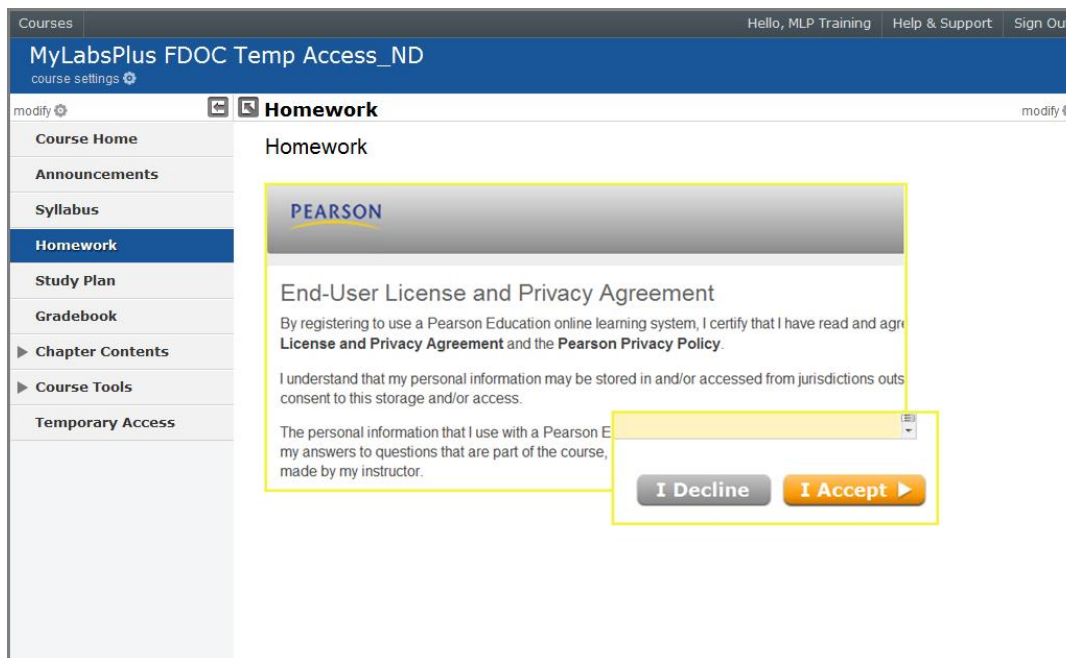 Courses
Hello, MLP Training
Help & Support
Sign Ou
MyLabsPlus FDOC Temp Access_ND
course settings
modify
Homework
modify
Course Home
Announcements
Syllabus
Homework
Study Plan
Gradebook
Chapter Contents
Course Tools
Temporary Access
Homework
PEARSON
End-User License and Privacy Agreement
By registering to use a Pearson Education online learning system, I certify that I have read and agre
License and Privacy Agreement and the Pearson Privacy Policy.
I understand that my personal information may be stored in and/or accessed from jurisdictions outs
consent to this storage and/or access.
The personal information that I use with a Pearson E
my answers to questions that are part of the course,
made by my instructor.
I Decline
I Accept